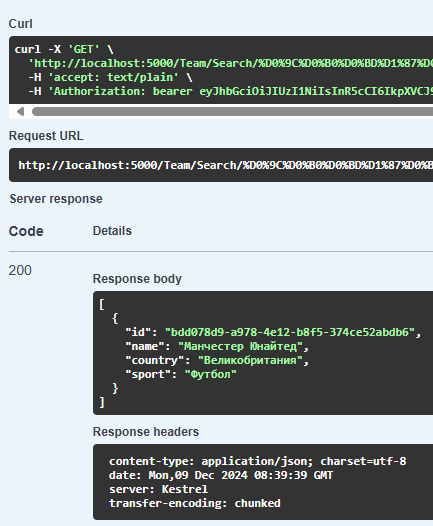 Curl
curl -X 'GET' \
'http://localhost:5000/Team/Search/%D0%9C%D0%B0%D0%BD%D1%87%D0
-H 'accept: text/plain' \
-H 'Authorization: bearer eyJhbGciOiJIUzI1NiIsInR5cCI6IkpXVCJ9
Request URL
http://localhost:5000/Team/Search/%D0%9C%D0%B0%D0%BD%D1%87%D0%B
Server response
Code Details
200
Response body
[
{
"id": "bdd078d9-a978-4e12-b8f5-374ce52abdb6",
"name": "Манчестер Юнайтед",
"country": "Великобритания",
"sport": "Футбол"
}
]
Response headers
content-type: application/json; charset=utf-8
date: Mon,09 Dec 2024 08:39:39 GMT
server: Kestrel
transfer-encoding: chunked